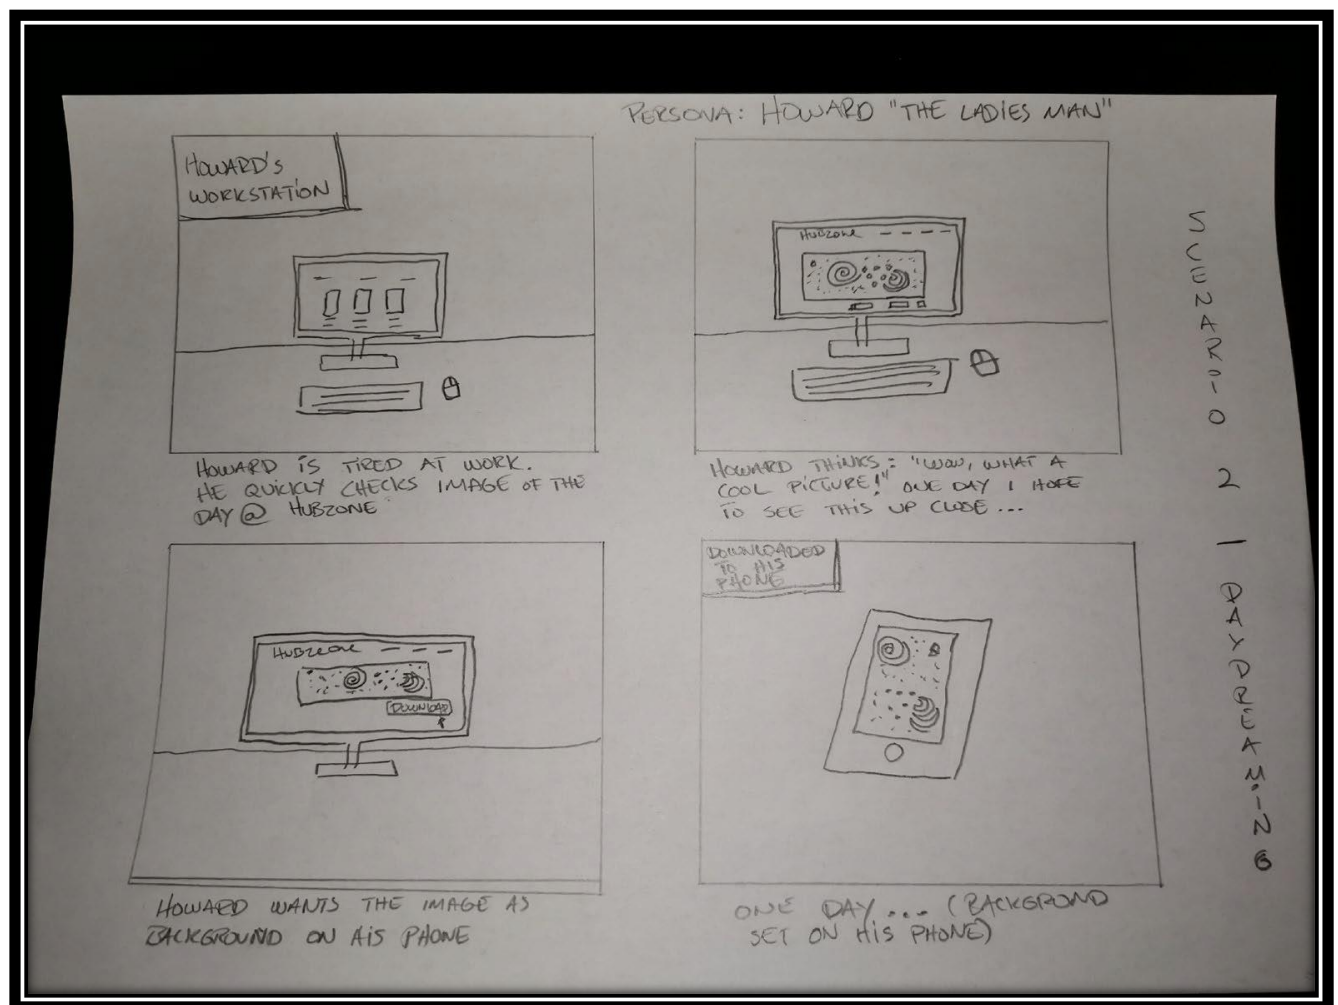 PERSONA: HOWARD "THE LADIES MAN"
HOWARD'S
WORKSTATION
HOWARD IS TIRED AT WORK.
HE QUICKLY CHECKS IMAGE OF THE
DAY @ HUBZONE
HUBZONE
HOWARD THINKS: "WOW, WHAT A
COOL PICTURE!" ONE DAY I HOPE
TO SEE THIS UP CLOSE...
HUBZONE
DOWNLOAD
HOWARD WANTS THE IMAGE AS
BACKGROUND ON HIS PHONE
DOWNLOADED
TO HIS
PHONE
ONE DAY... (BACKGROND
SET ON HIS PHONE)
SCENARIO 2 - DAYDREAMING